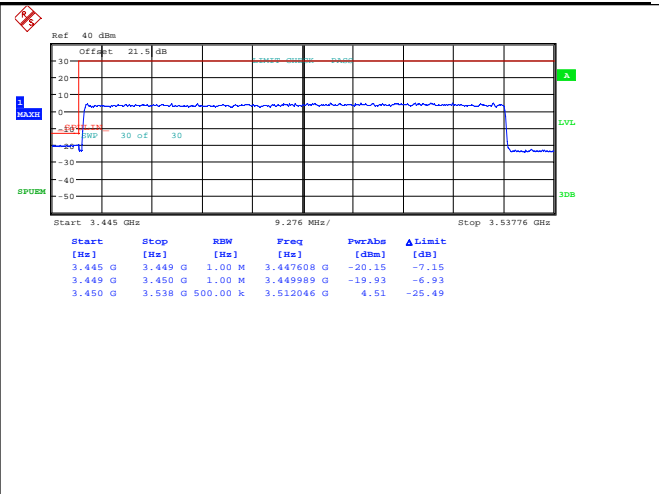 R S
Ref 40 dBm
Offset 21.5 dB
LIMIT CHECK PASS
30
20
10
0
-10
-20
-30
-40
-50
1
MAXH
SPUEM
A
LVL
3DB
SWP 30 of 30
Start 3.445 GHz 9.276 MHz/ Stop 3.53776 GHz
Start Stop RBW Freq PwrAbs ΔLimit
[Hz] [Hz] [Hz] [Hz] [dBm] [dB]
3.445 G 3.449 G 1.00 M 3.447608 G -20.15 -7.15
3.449 G 3.450 G 1.00 M 3.449989 G -19.93 -6.93
3.450 G 3.538 G 500.00 k 3.512046 G 4.51 -25.49